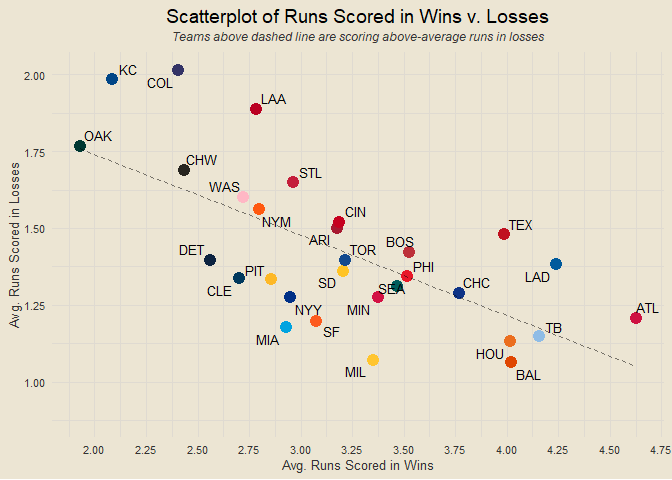 Scatterplot of Runs Scored in Wins v. Losses
Teams above dashed line are scoring above-average runs in losses
Avg. Runs Scored in Losses
2.00
1.75
1.50
1.25
1.00
KC
COL
LAA
OAK
CHW
STL
WAS
NYM
CIN
ARI
TEX
BOS
DET
TOR
PIT
CLE
SD
PHI
LAD
SEA
CHC
NYY
MIN
ATL
MIA
SF
TB
HOU
MIL
BAL
2.00 2.25 2.50 2.75 3.00 3.25 3.50 3.75 4.00 4.25 4.50 4.75
Avg. Runs Scored in Wins